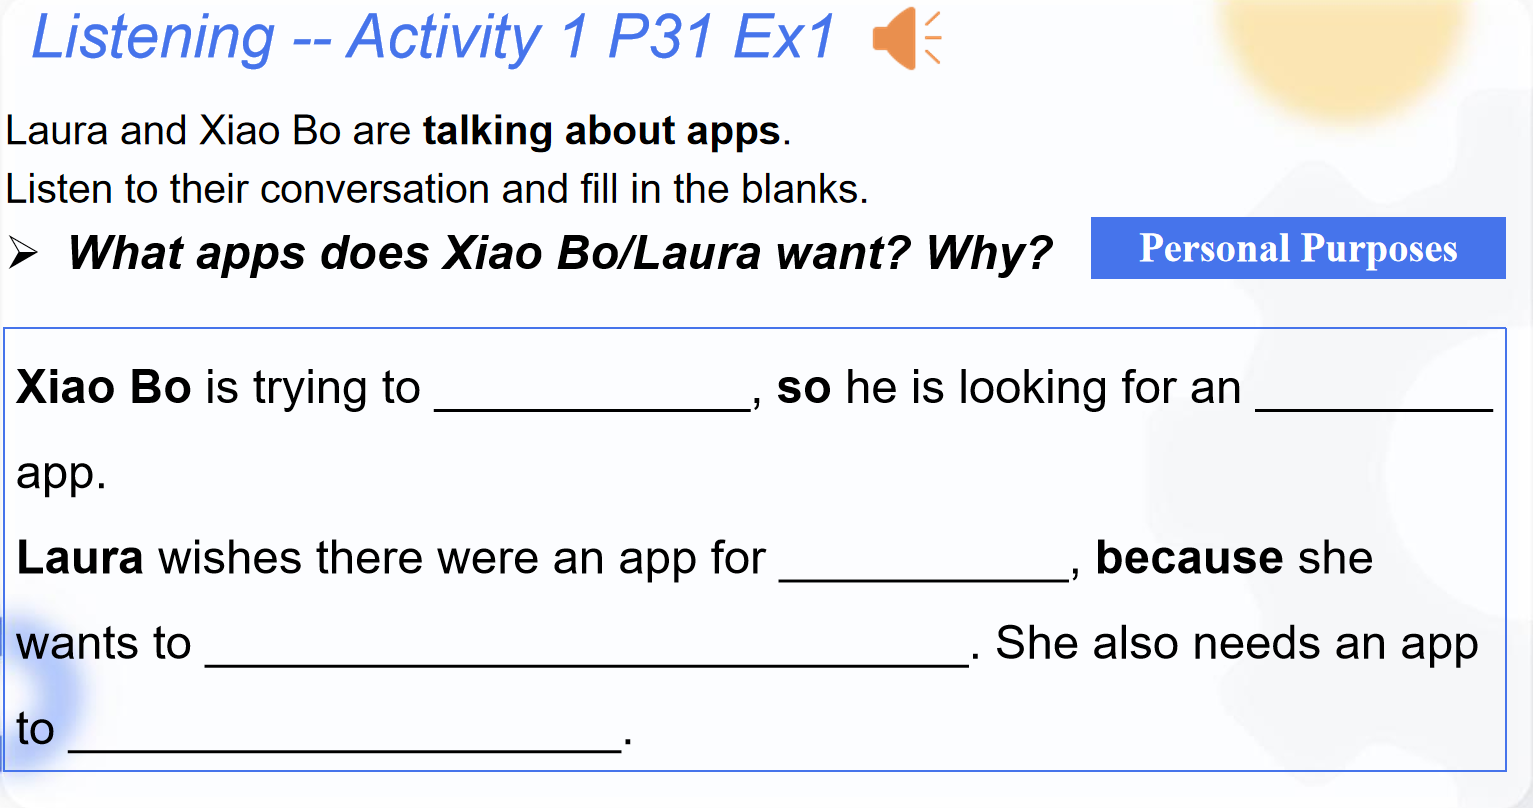 Listening -- Activity 1 P31 Ex1
Laura and Xiao Bo are talking about apps.
Listen to their conversation and fill in the blanks.
➢ What apps does Xiao Bo/Laura want? Why?
Personal Purposes
Xiao Bo is trying to ____________, so he is looking for an _________
app.
Laura wishes there were an app for ___________, because she
wants to _____________________________. She also needs an app
to _____________________.